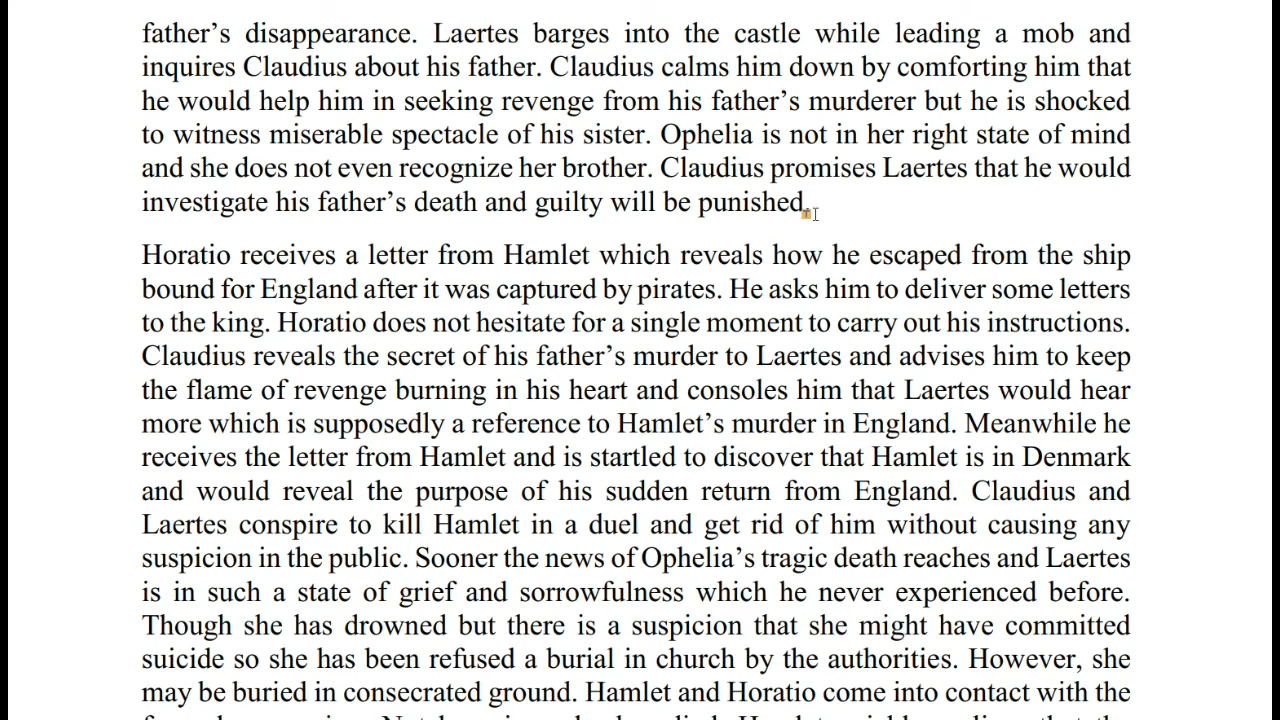 father’s disappearance. Laertes barges into the castle while leading a mob and
inquires Claudius about his father. Claudius calms him down by comforting him that
he would help him in seeking revenge from his father’s murderer but he is shocked
to witness miserable spectacle of his sister. Ophelia is not in her right state of mind
and she does not even recognize her brother. Claudius promises Laertes that he would
investigate his father’s death and guilty will be punished.
Horatio receives a letter from Hamlet which reveals how he escaped from the ship
bound for England after it was captured by pirates. He asks him to deliver some letters
to the king. Horatio does not hesitate for a single moment to carry out his instructions.
Claudius reveals the secret of his father’s murder to Laertes and advises him to keep
the flame of revenge burning in his heart and consoles him that Laertes would hear
more which is supposedly a reference to Hamlet’s murder in England. Meanwhile he
receives the letter from Hamlet and is startled to discover that Hamlet is in Denmark
and would reveal the purpose of his sudden return from England. Claudius and
Laertes conspire to kill Hamlet in a duel and get rid of him without causing any
suspicion in the public. Sooner the news of Ophelia’s tragic death reaches and Laertes
is in such a state of grief and sorrowfulness which he never experienced before.
Though she has drowned but there is a suspicion that she might have committed
suicide so she has been refused a burial in church by the authorities. However, she
may be buried in consecrated ground. Hamlet and Horatio come into contact with the